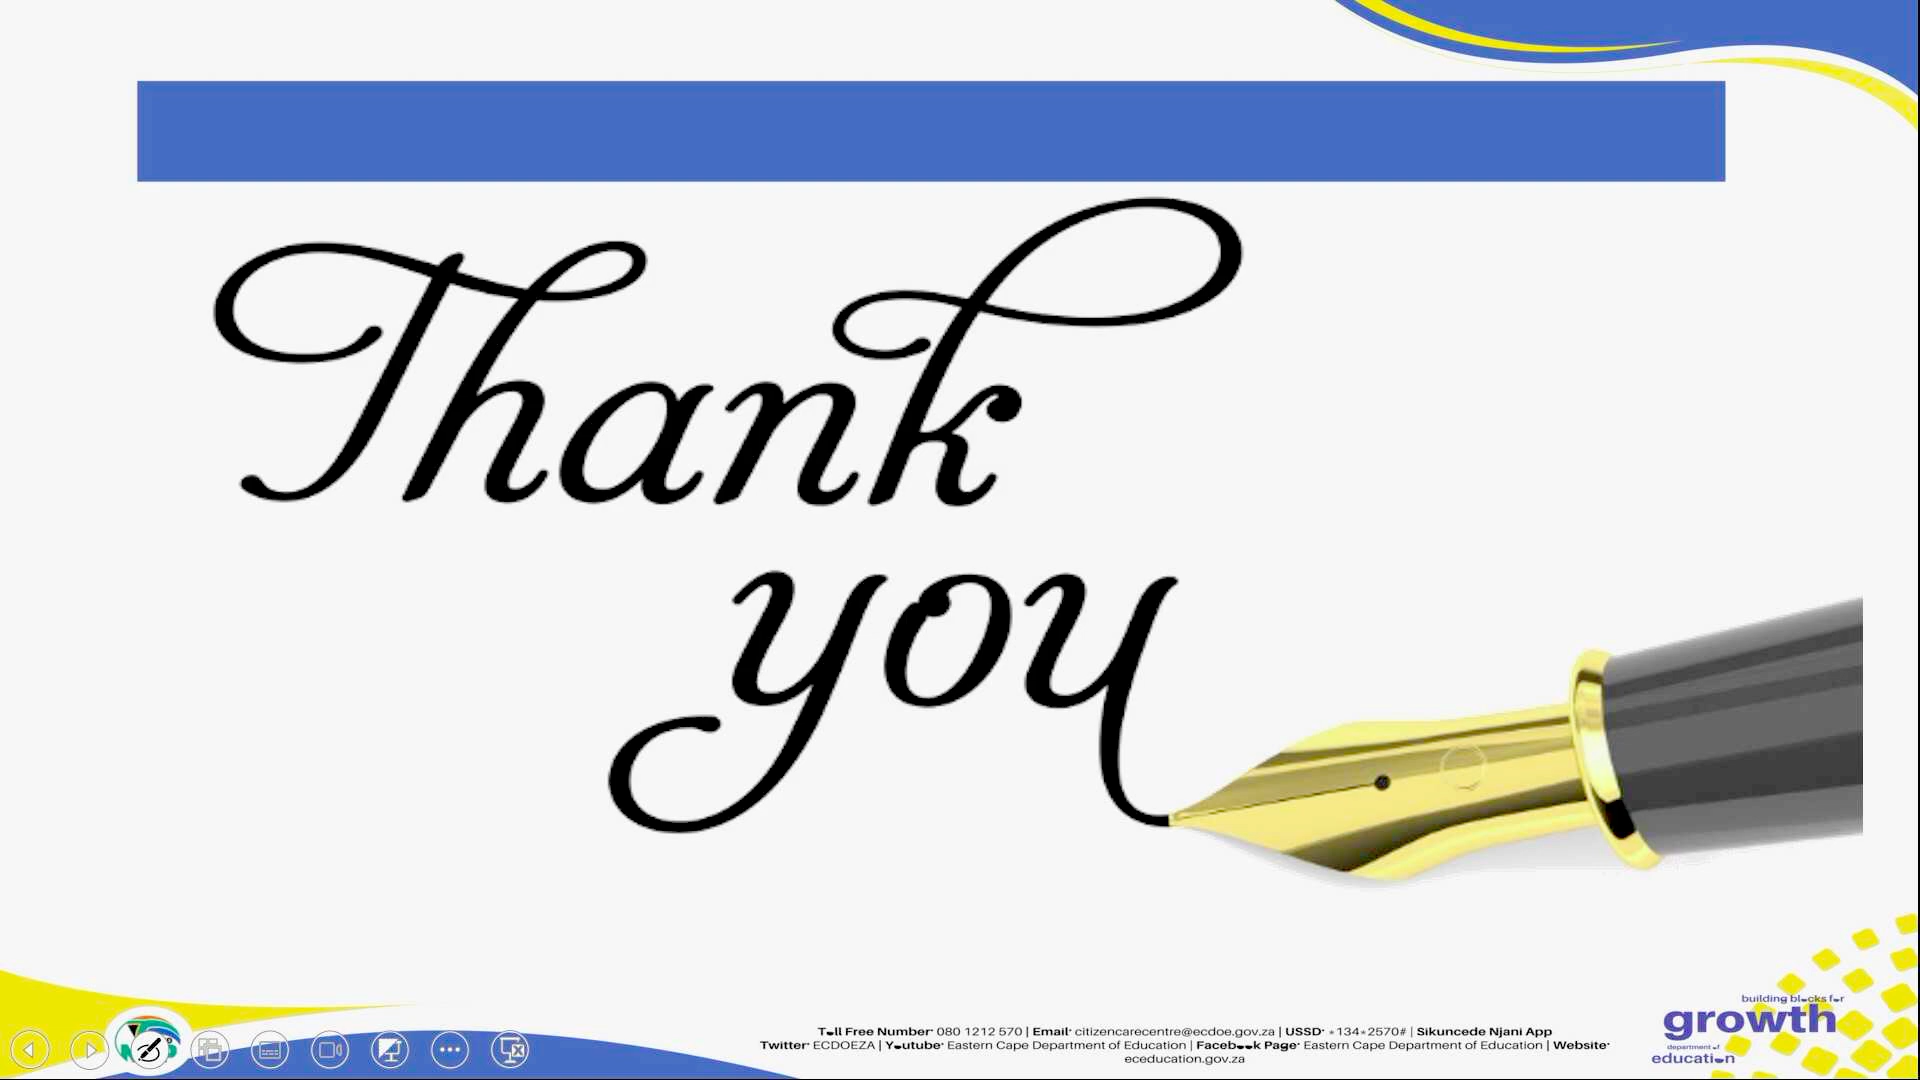 Thank
you
Toll Free Number: 080 1212 570 | Email: citizencarecentre@ecdoe.gov.za | USSD: *134*2570# | Sikuncede Njani App
Twitter: ECDOEZA | Youtube: Eastern Cape Department of Education | Facebook Page: Eastern Cape Department of Education | Website:
eceducation.gov.za
building blocks for
growth
department of
education